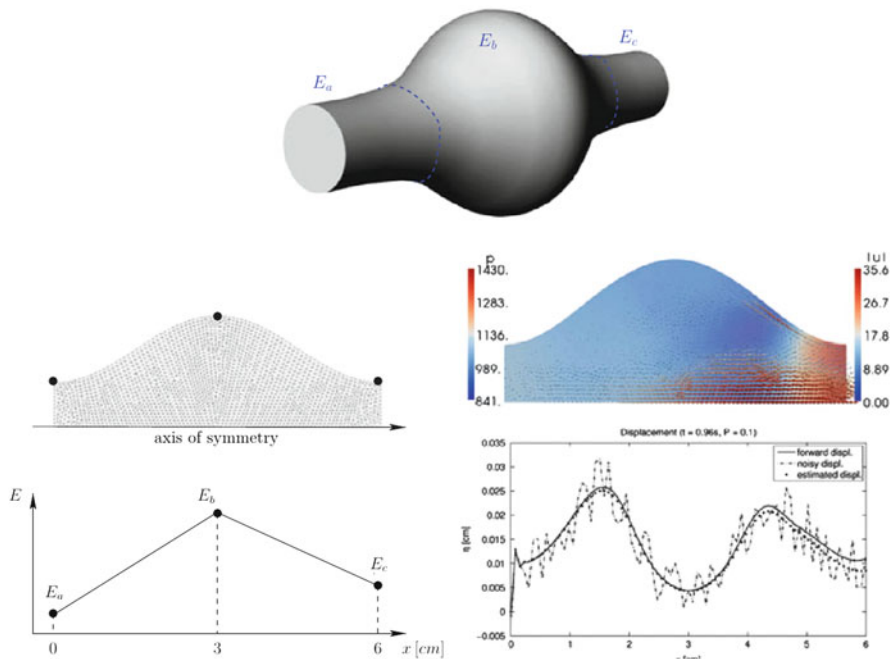 E_a
E_b
E_c
axis of symmetry
E
E_a
E_b
E_c
0
3
6
x [cm]
p
1430.
1283.
1136.
989.
841.
|u|
35.6
26.7
17.8
8.89
0.00
Displacement (t = 0.96s, P = 0.1)
forward displ.
noisy displ.
estimated displ.
η [cm]
0.035
0.03
0.025
0.02
0.015
0.01
0.005
0
−0.005
0
1
2
3
4
5
6